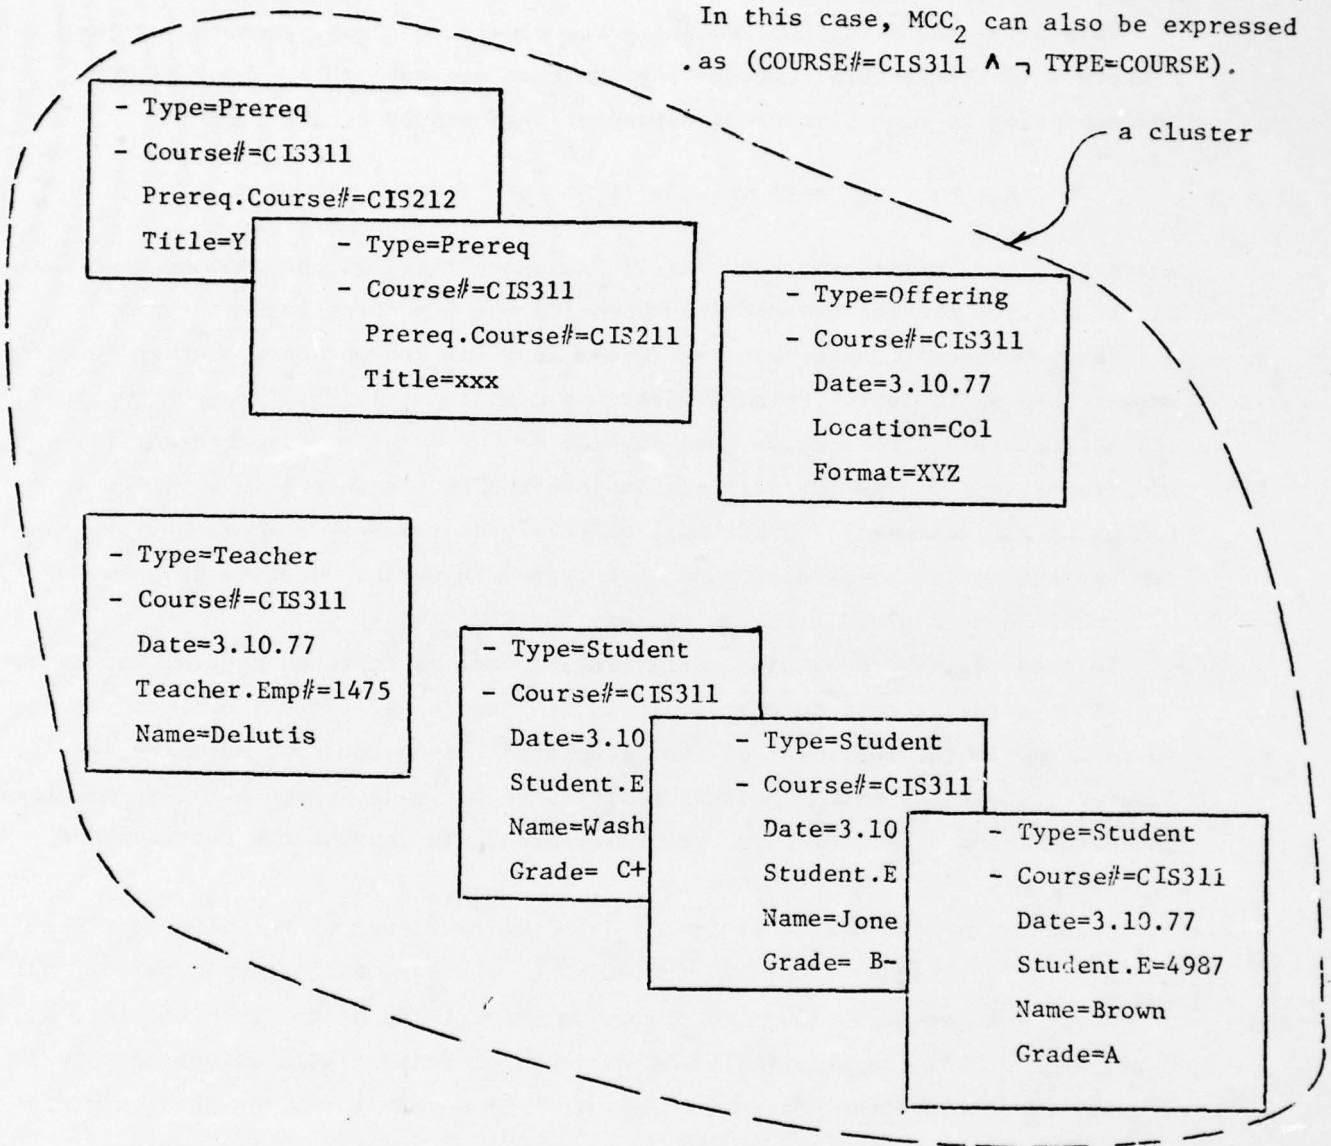 In this case, MCC2 can also be expressed
.as (COURSE#=CIS311 ∧ ¬ TYPE=COURSE).
a cluster
- Type=Prereq
- Course#=CIS311
Prereq.Course#=CIS212
Title=Y
- Type=Prereq
- Course#=CIS311
Prereq.Course#=CIS211
Title=xxx
- Type=Offering
- Course#=CIS311
Date=3.10.77
Location=Col
Format=XYZ
- Type=Teacher
- Course#=CIS311
Date=3.10.77
Teacher.Emp#=1475
Name=Delutis
- Type=Student
- Course#=CIS311
Date=3.10
Student.E
Name=Wash
Grade= C+
- Type=Student
- Course#=CIS311
Date=3.10
Student.E
Name=Jone
Grade= B-
- Type=Student
- Course#=CIS311
Date=3.10.77
Student.E=4987
Name=Brown
Grade=A